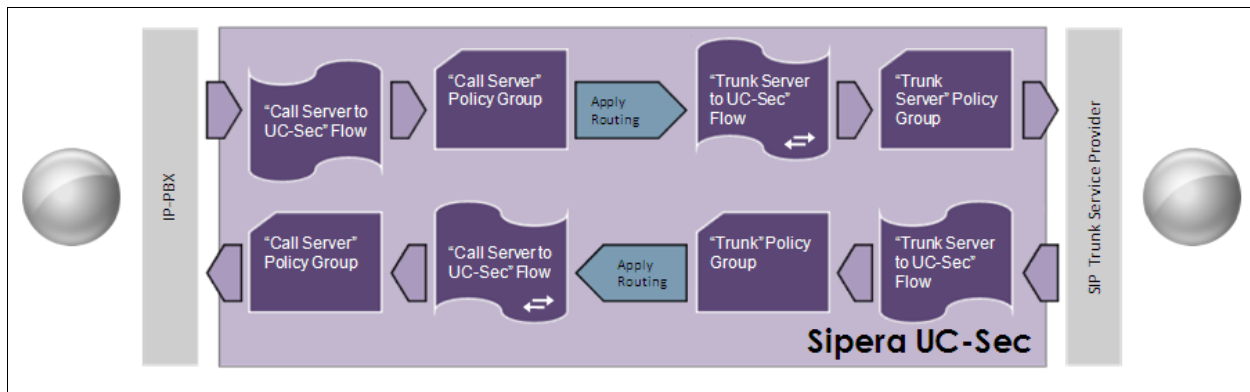 IP-PBX
“Call Server to
UC-Sec” Flow
“Call Server”
Policy Group
Apply
Routing
“Trunk Server
to UC-Sec”
Flow
“Trunk
Server” Policy
Group
SIP Trunk Service Provider
“Call Server”
Policy Group
“Call Server to
UC-Sec” Flow
Apply
Routing
“Trunk” Policy
Group
“Trunk Server
to UC-Sec”
Flow
Sipera UC-Sec